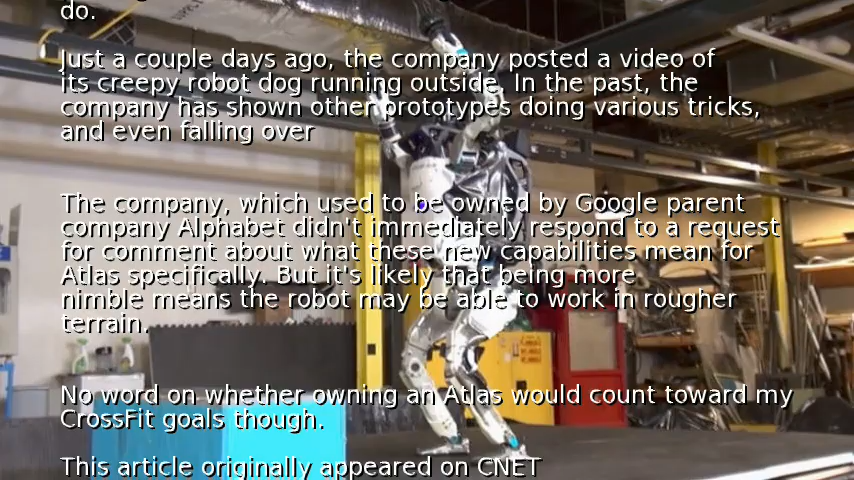 do.
Just a couple days ago, the company posted a video of
its creepy robot dog running outside. In the past, the
company has shown other prototypes doing various tricks,
and even falling over
The company, which used to be owned by Google parent
company Alphabet didn't immediately respond to a request
for comment about what these new capabilities mean for
Atlas specifically. But it's likely that being more
nimble means the robot may be able to work in rougher
terrain.
No word on whether owning an Atlas would count toward my
CrossFit goals though.
This article originally appeared on CNET